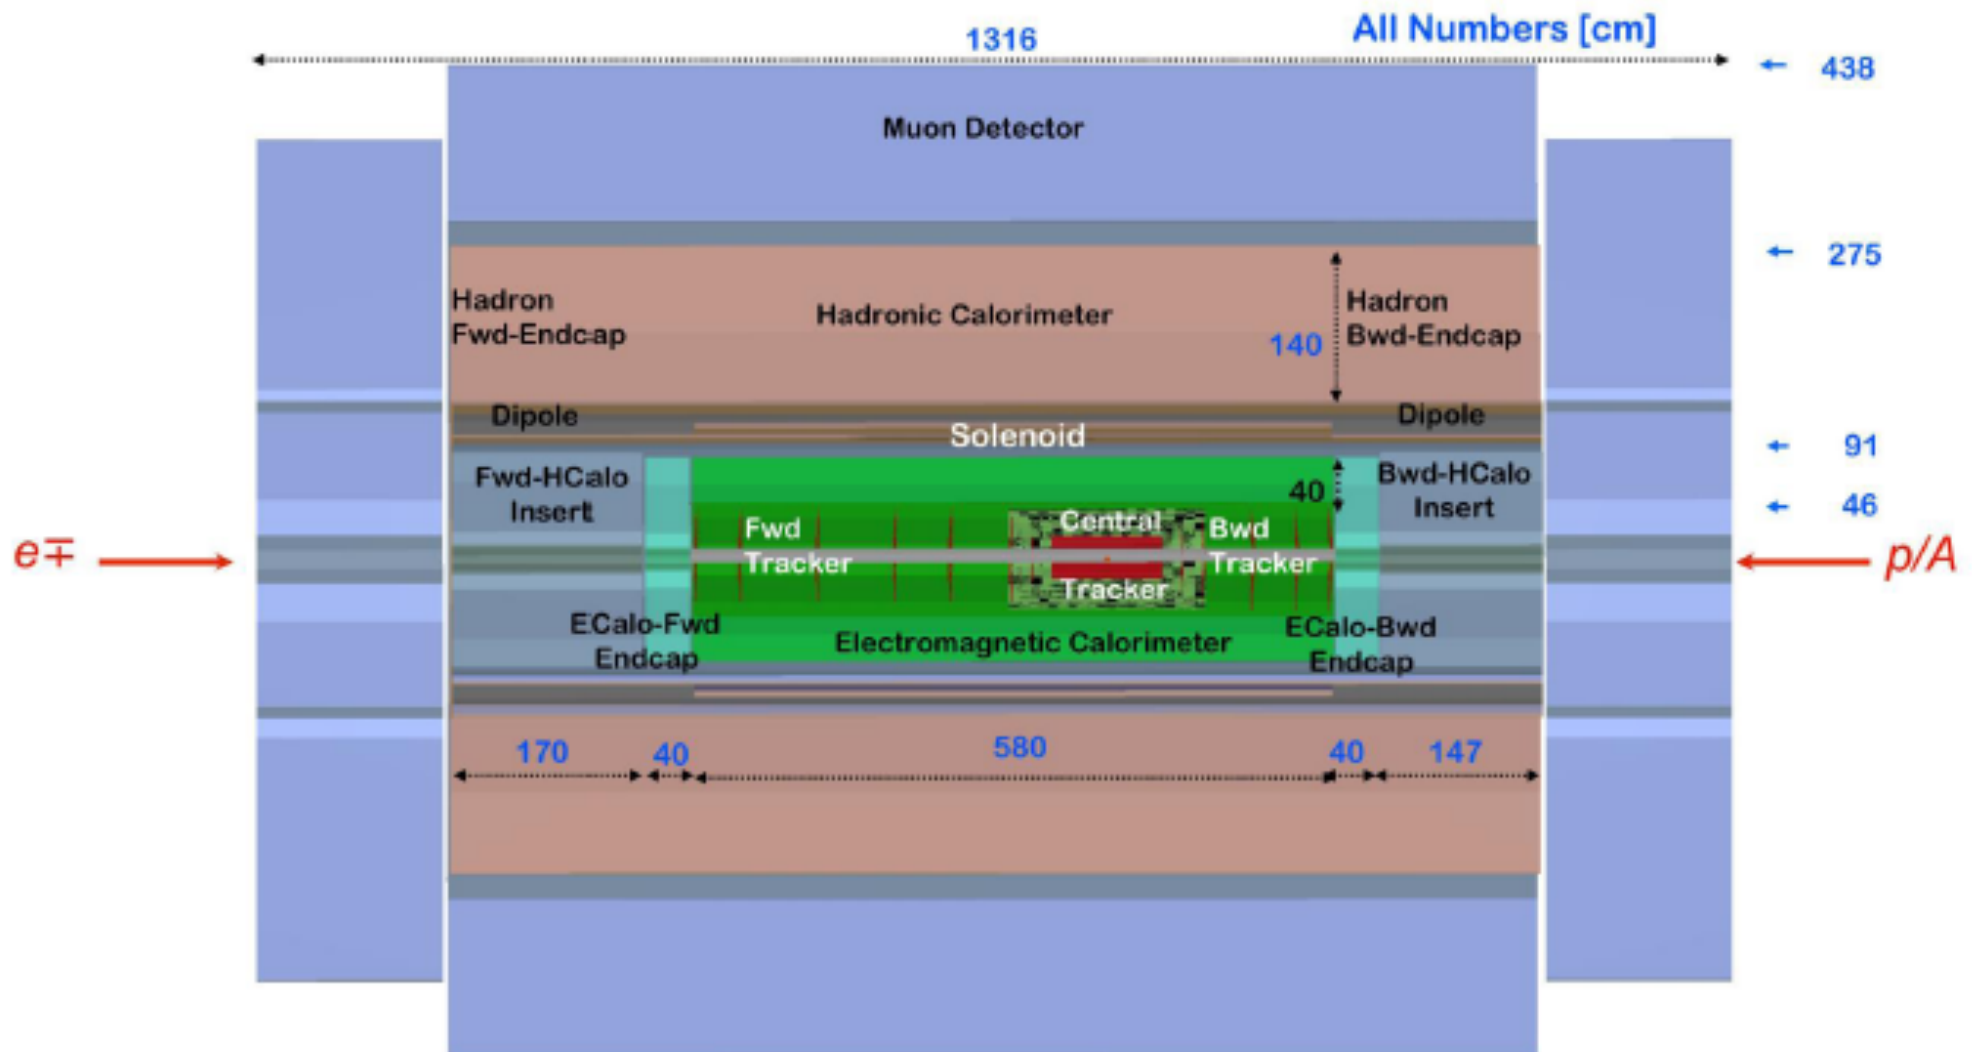 1316
All Numbers [cm]
438
Muon Detector
275
Hadron
Fwd-Endcap
Hadronic Calorimeter
140
Hadron
Bwd-Endcap
Dipole
Solenoid
Dipole
91
Fwd-HCalo
Insert
40
Bwd-HCalo
Insert
46
Fwd
Tracker
Central
Tracker
Bwd
Tracker
e∓
p/A
ECalo-Fwd
Endcap
Electromagnetic Calorimeter
ECalo-Bwd
Endcap
170
40
580
40
147